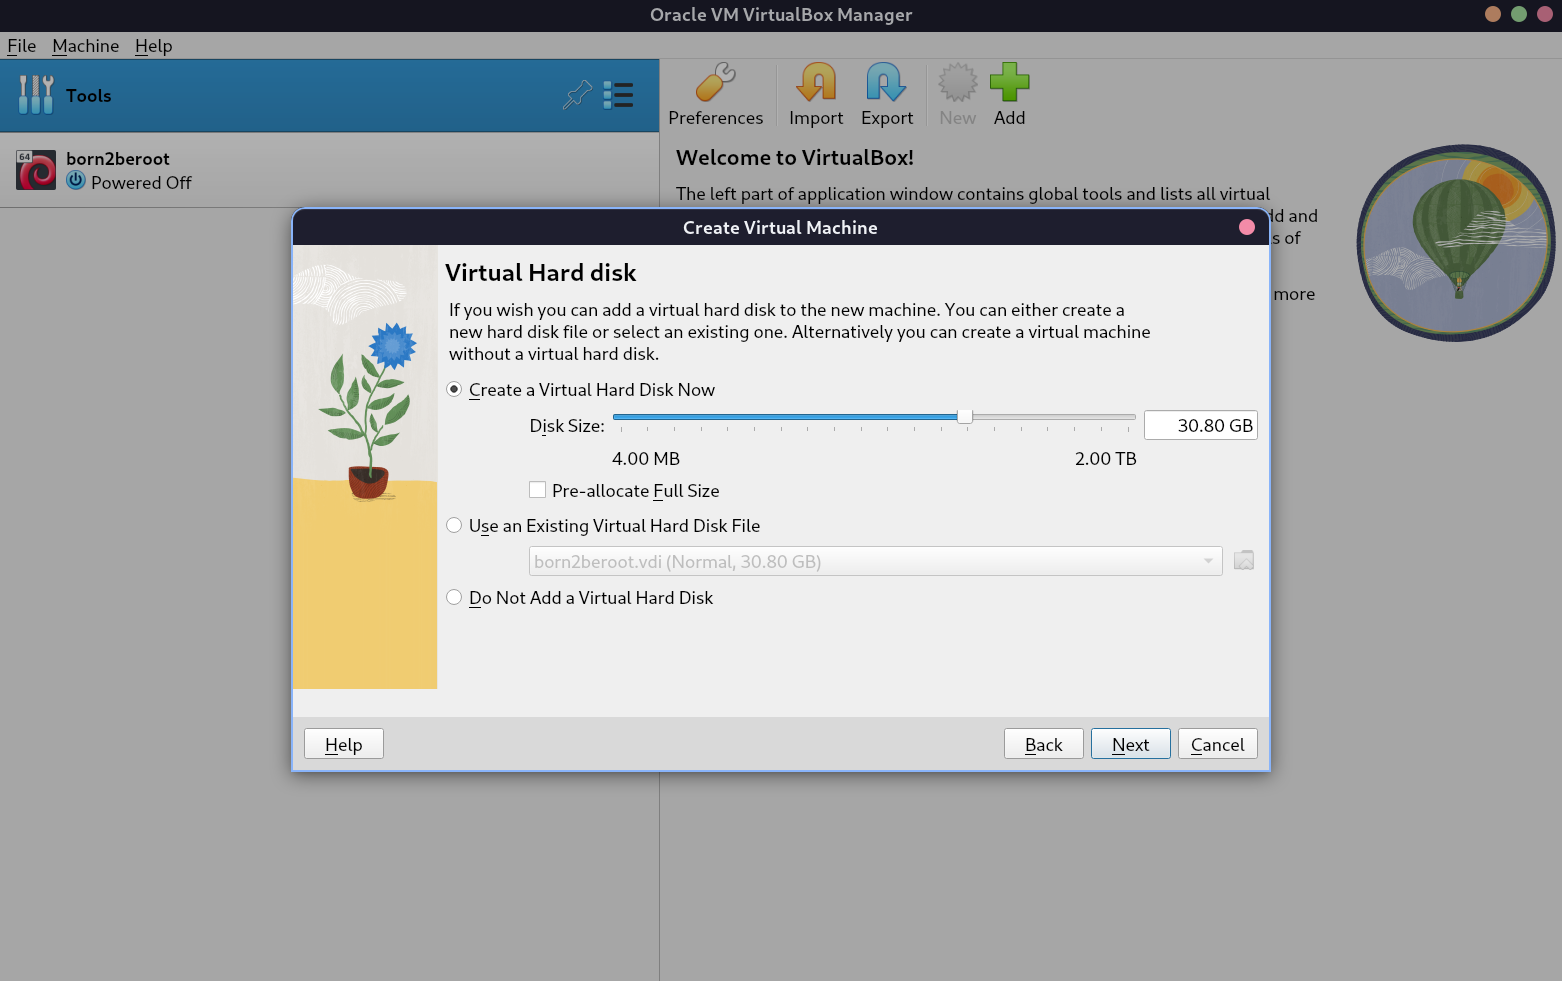 Oracle VM VirtualBox Manager
File Machine Help
Tools
Preferences Import Export New Add
64
born2beroot
Powered Off
Welcome to VirtualBox!
The left part of application window contains global tools and lists all virtual
and
s of
more
Create Virtual Machine
Virtual Hard disk
If you wish you can add a virtual hard disk to the new machine. You can either create a
new hard disk file or select an existing one. Alternatively you can create a virtual machine
without a virtual hard disk.
Create a Virtual Hard Disk Now
Disk Size: 30.80 GB
4.00 MB 2.00 TB
Pre-allocate Full Size
Use an Existing Virtual Hard Disk File
born2beroot.vdi (Normal, 30.80 GB)
Do Not Add a Virtual Hard Disk
Help Back Next Cancel